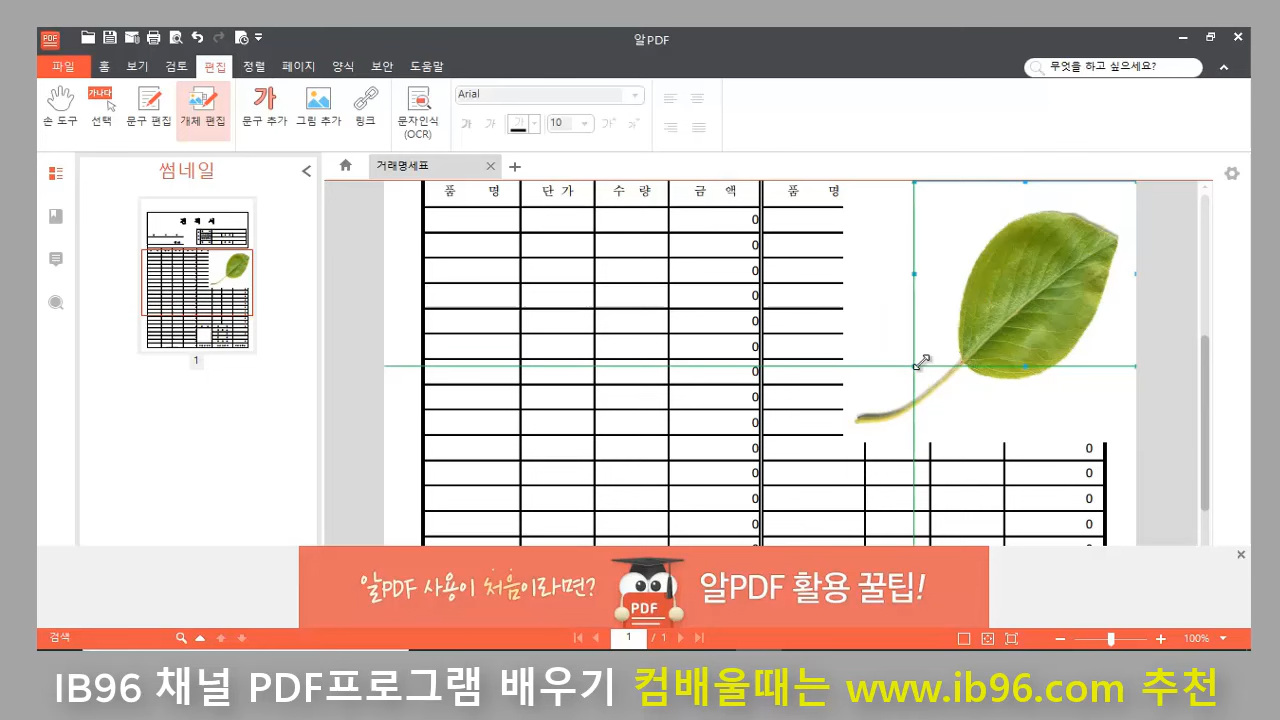 PDF
알PDF
파일 홈 보기 검토 편집 정렬 페이지 양식 보안 도움말
무엇을 하고 싶으세요?
가나다
가
Arial
손 도구 선택 문구 편집 개체 편집 문구 추가 그림 추가 링크 문자인식
(OCR)
가 가 가 10 가 가
썸네일
거래명세표
품 명 단 가 수 량 금 액 품 명
0
0
0
0
0
0
0
0
0
0 0
0 0
0 0
0 0
1
알PDF 사용이 처음이라면? PDF 알PDF 활용 꿀팁!
검색 1 / 1 100%
IB96 채널 PDF프로그램 배우기 컴배울때는 www.ib96.com 추천